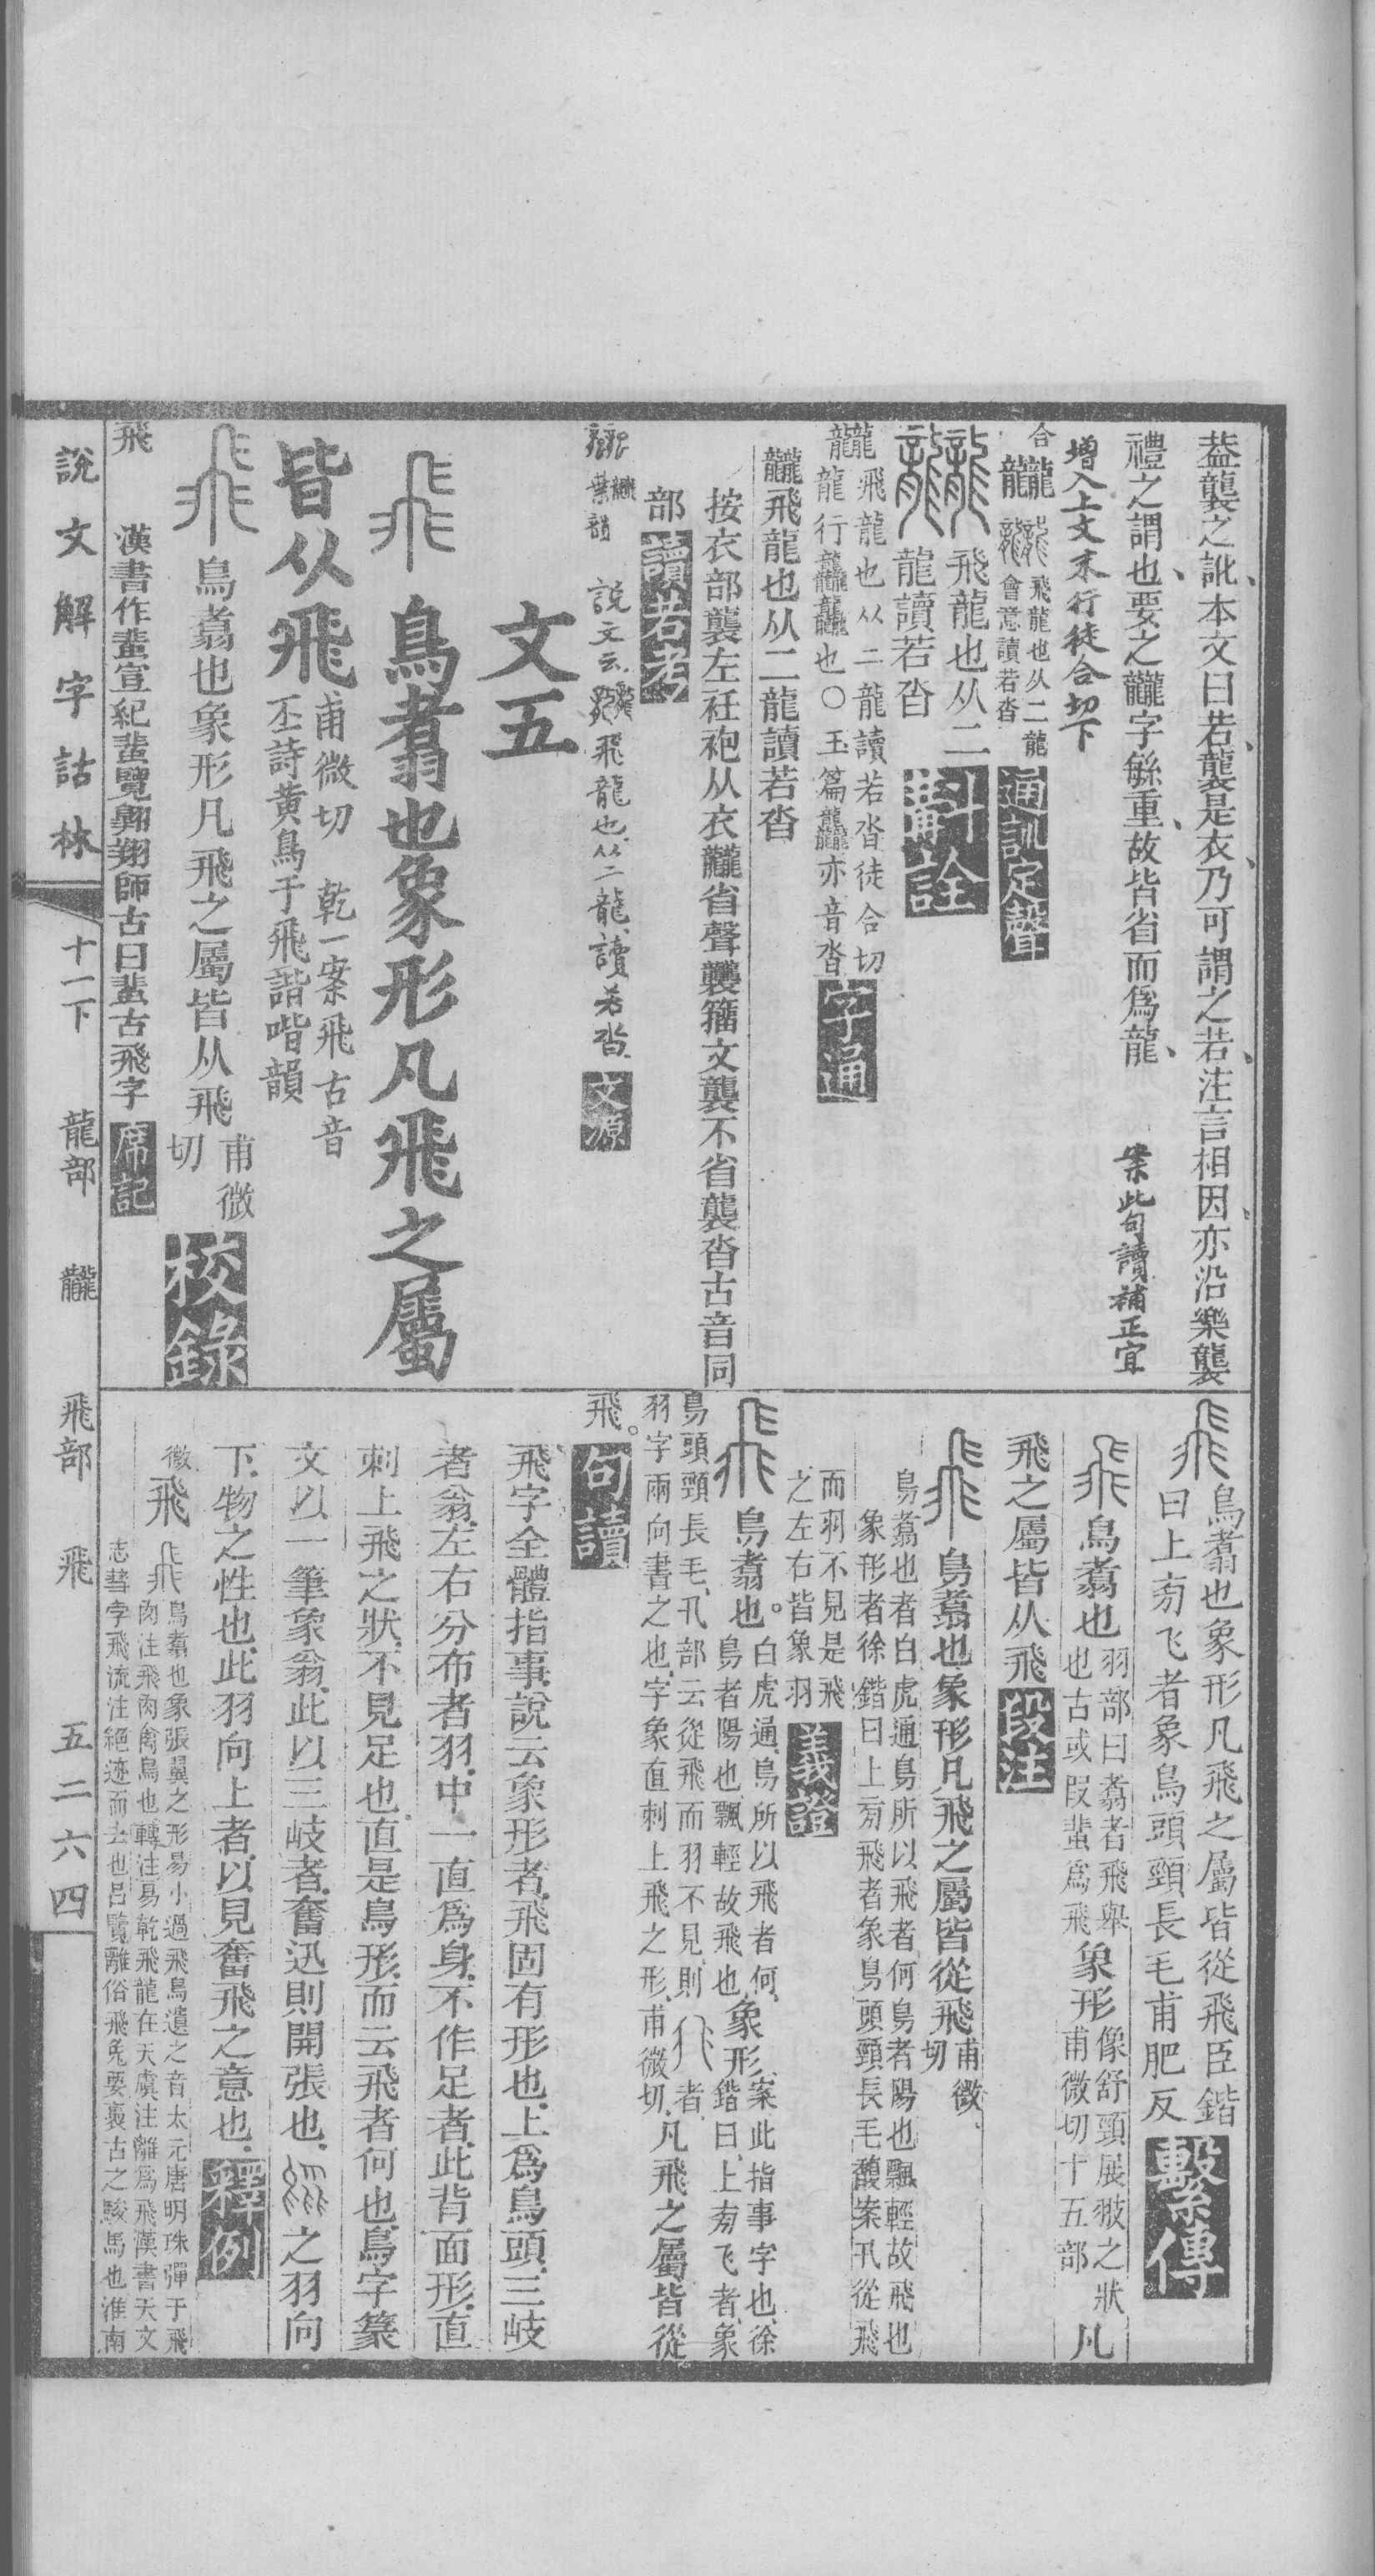 葢襲之訛本文曰若襲是衣乃可謂之若注言相因亦沿樂襲
禮之謂也要之龖字緐重故皆省而爲龍
案此句讀補正宜
增入上文末行徒合切下
合
龖
飛龍也从二龍
會意讀若沓
通訓定聲
龖
飛龍也从二
龍讀若沓
斠詮
龖飛龍也从二龍讀若沓徒合切
龍行龘龘也〇玉篇龘亦音沓
字通
龖飛龍也从二龍讀若沓
按衣部襲左衽袍从衣龖省聲襲籀文襲不省襲沓古音同
部
讀若考
葉韻
說文云龖飛龍也从二龍讀若沓
文源
文五
飛 鳥翥也象形凡飛之屬
皆从飛
甫微切 乾一案飛古音
丕詩黃鳥于飛諧喈韻
飛 鳥翥也象形凡飛之屬皆从飛
甫微
切
校錄
飛 漢書作蜚宣紀蜚覽翺翔師古曰蜚古飛字
席記
飛
鳥翥也象形凡飛之屬皆從飛臣鍇
曰上㫄飞者象鳥頭頸長毛甫肥反
繫傳
飛 鳥翥也
羽部曰翥者飛舉
也古或叚蜚爲飛
象形
像舒頸展翄之狀
甫微切十五部
凡
飛之屬皆从飛
段注
飛 鳥翥也象形凡飛之屬皆從飛
甫微
切
鳥翥也者白虎通鳥所以飛者何鳥者陽也飄輕故飛也
象形者徐鍇曰上㫄飛者象鳥頭頸長毛馥案卂從飛
而羽不見是飛
之左右皆象羽
義證
飛 鳥翥也。
白虎通鳥所以飛者何
鳥者陽也飄輕故飛也
象形
案此指事字也徐
鍇曰上㫄飞者象
鳥頭頸長毛卂部云從飛而羽不見則 者
羽字兩向書之也字象直刺上飛之形甫微切
凡飛之屬皆從
飛。
句讀
飛字全體指事說云象形者飛固有形也上爲鳥頭三岐
者翁左右分布者羽中一直爲身不作足者此背面形直
刺上飛之狀不見足也直是鳥形而云飛者何也鳥字篆
文以一筆象翁此以三岐者奮迅則開張也 之羽向
下物之性也此羽向上者以見奮飛之意也
釋例
微
飛
鳥翥也象張翼之形易小過飛鳥遺之音太元唐明珠彈于飛
肉注飛肉禽鳥也轉注易乾飛龍在天虞注離爲飛漢書天文
志彗孛飛流注絕迹而去也呂覽離俗飛兔要褭古之駿馬也淮南
說文解字詁林
十一下 龍部 龖 飛部 飛 五二六四